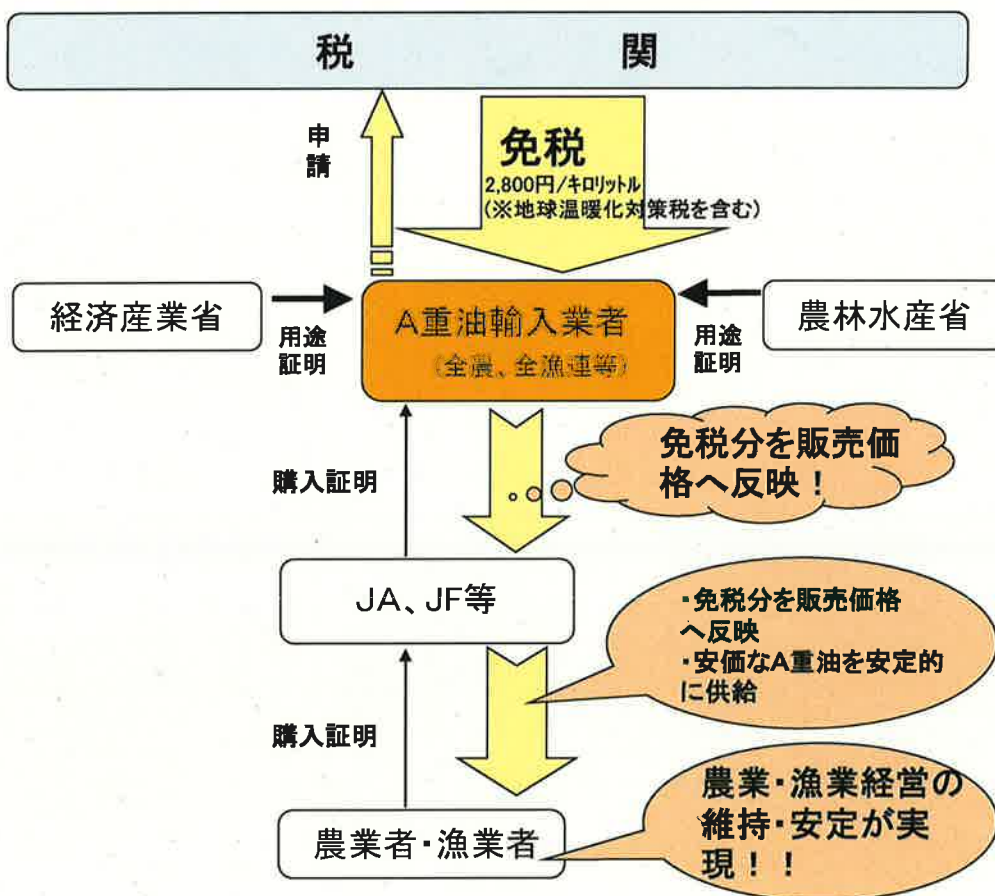 税 関
申請
免税
2,800円/キロリットル
(※地球温暖化対策税を含む)
経済産業省
用途
証明
A重油輸入業者
(全農、全漁連等)
農林水産省
用途
証明
購入証明
免税分を販売価
格へ反映！
JA、JF等
・免税分を販売価格
へ反映
・安価なA重油を安定的
に供給
購入証明
農業者・漁業者
農業・漁業経営の
維持・安定が実
現！！